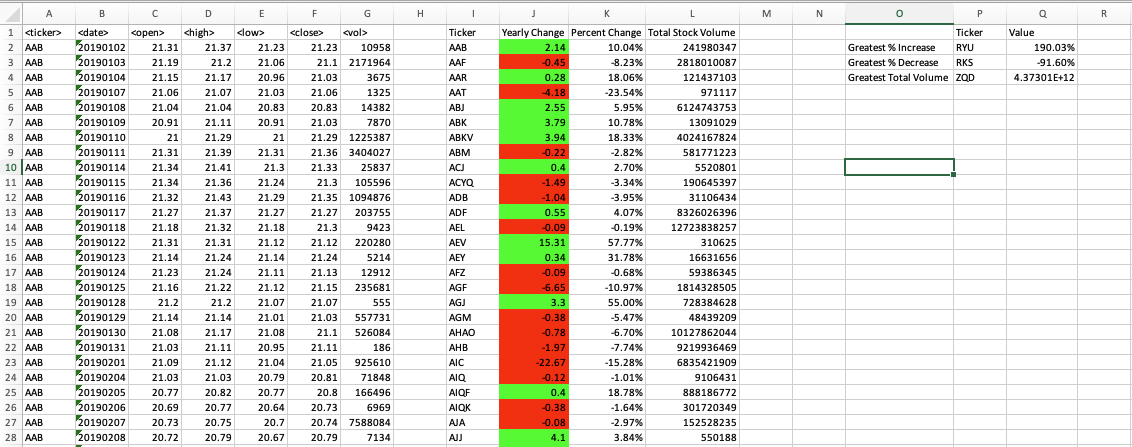 A B C D E F G H I J K L M N O P Q R
1 <ticker> <date> <open> <high> <low> <close> <vol> Ticker Yearly Change Percent Change Total Stock Volume Ticker Value
2 AAB 20190102 21.31 21.37 21.23 21.23 10958 AAB 2.14 10.04% 241980347 Greatest % Increase RYU 190.03%
3 AAB 20190103 21.19 21.2 21.06 21.1 2171964 AAF -0.45 -8.23% 2818010087 Greatest % Decrease RKS -91.60%
4 AAB 20190104 21.15 21.17 20.96 21.03 3675 AAR 0.28 18.06% 121437103 Greatest Total Volume ZQD 4.37301E+12
5 AAB 20190107 21.06 21.07 21.03 21.06 1325 AAT -4.18 -23.54% 971117
6 AAB 20190108 21.04 21.04 20.83 20.83 14382 ABJ 2.55 5.95% 6124743753
7 AAB 20190109 20.91 21.11 20.91 21.03 7870 ABK 3.79 10.78% 13091029
8 AAB 20190110 21 21.29 21 21.29 1225387 ABKV 3.94 18.33% 4024167824
9 AAB 20190111 21.31 21.39 21.31 21.36 3404027 ABM -0.22 -2.82% 581771223
10 AAB 20190114 21.34 21.41 21.3 21.33 25837 ACJ 0.4 2.70% 5520801
11 AAB 20190115 21.34 21.36 21.24 21.3 105596 ACYQ -1.49 -3.34% 190645397
12 AAB 20190116 21.32 21.43 21.29 21.35 1094876 ADB -1.04 -3.95% 31106434
13 AAB 20190117 21.27 21.37 21.27 21.27 203755 ADF 0.55 4.07% 8326026396
14 AAB 20190118 21.18 21.32 21.18 21.3 9423 AEL -0.09 -0.19% 12723838257
15 AAB 20190122 21.31 21.31 21.12 21.12 220280 AEV 15.31 57.77% 310625
16 AAB 20190123 21.14 21.24 21.14 21.24 5214 AEY 0.34 31.78% 16631656
17 AAB 20190124 21.23 21.24 21.11 21.13 12912 AFZ -0.09 -0.68% 59386345
18 AAB 20190125 21.16 21.22 21.12 21.15 235681 AGF -6.65 -10.97% 1814328505
19 AAB 20190128 21.2 21.2 21.07 21.07 555 AGJ 3.3 55.00% 728384628
20 AAB 20190129 21.14 21.14 21.01 21.03 557731 AGM -0.38 -5.47% 48439209
21 AAB 20190130 21.08 21.17 21.08 21.1 526084 AHAO -0.78 -6.70% 10127862044
22 AAB 20190131 21.03 21.11 20.95 21.11 186 AHB -1.97 -7.74% 9219936469
23 AAB 20190201 21.09 21.12 21.04 21.05 925610 AIC -22.67 -15.28% 6835421909
24 AAB 20190204 21.03 21.03 20.79 20.81 71848 AIQ -0.12 -1.01% 9106431
25 AAB 20190205 20.77 20.82 20.77 20.8 166496 AIQF 0.4 18.78% 888186772
26 AAB 20190206 20.69 20.77 20.64 20.73 6969 AIQK -0.38 -1.64% 301720349
27 AAB 20190207 20.73 20.75 20.7 20.74 7588084 AJA -0.08 -2.97% 152528235
28 AAB 20190208 20.72 20.79 20.67 20.79 7134 AJJ 4.1 3.84% 550188